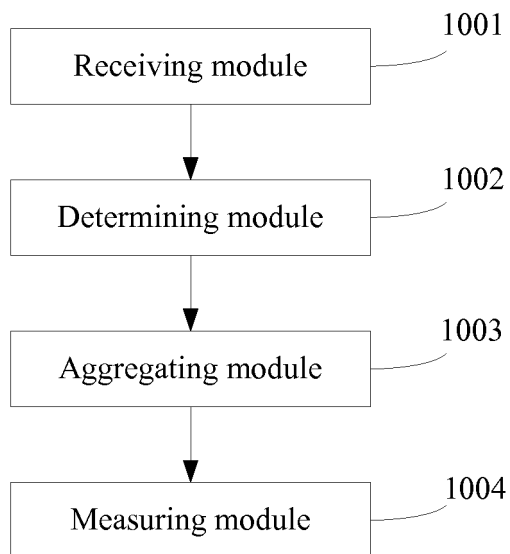 1001
Receiving module
1002
Determining module
1003
Aggregating module
1004
Measuring module